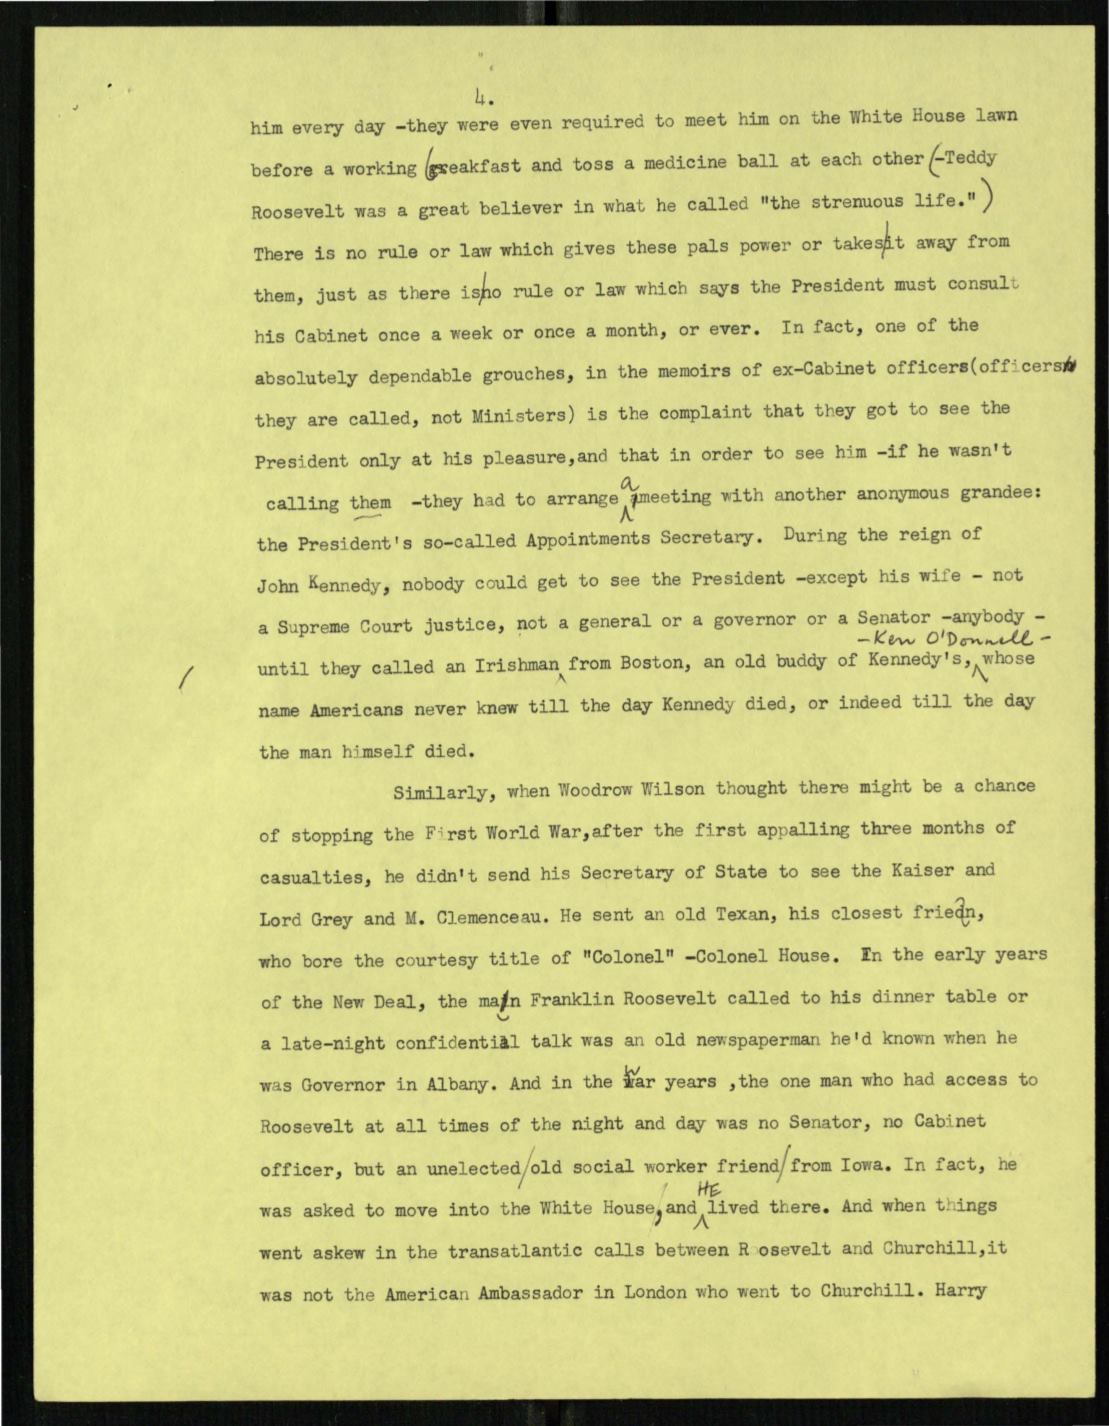 4.
him every day -they were even required to meet him on the White House lawn
before a working (greakfast and toss a medicine ball at each other (-Teddy
Roosevelt was a great believer in what he called "the strenuous life.")
There is no rule or law which gives these pals power or takes/it away from
them, just as there is/no rule or law which says the President must consult
his Cabinet once a week or once a month, or ever. In fact, one of the
absolutely dependable grouches, in the memoirs of ex-Cabinet officers(officers
they are called, not Ministers) is the complaint that they got to see the
President only at his pleasure,and that in order to see him -if he wasn't
a
calling them -they had to arrange meeting with another anonymous grandee:
the President's so-called Appointments Secretary. During the reign of
John Kennedy, nobody could get to see the President -except his wife - not
a Supreme Court justice, not a general or a governor or a Senator -anybody -
-Ken O'Donnell-
/ until they called an Irishman from Boston, an old buddy of Kennedy's, whose
name Americans never knew till the day Kennedy died, or indeed till the day
the man himself died.
Similarly, when Woodrow Wilson thought there might be a chance
of stopping the First World War,after the first appalling three months of
casualties, he didn't send his Secretary of State to see the Kaiser and
Lord Grey and M. Clemenceau. He sent an old Texan, his closest friedn,
who bore the courtesy title of "Colonel" -Colonel House. In the early years
of the New Deal, the man Franklin Roosevelt called to his dinner table or
a late-night confidential talk was an old newspaperman he'd known when he
was Governor in Albany. And in the War years ,the one man who had access to
Roosevelt at all times of the night and day was no Senator, no Cabinet
officer, but an unelected/old social worker friend/from Iowa. In fact, he
HE
was asked to move into the White House,and lived there. And when things
went askew in the transatlantic calls between R osevelt and Churchill,it
was not the American Ambassador in London who went to Churchill. Harry